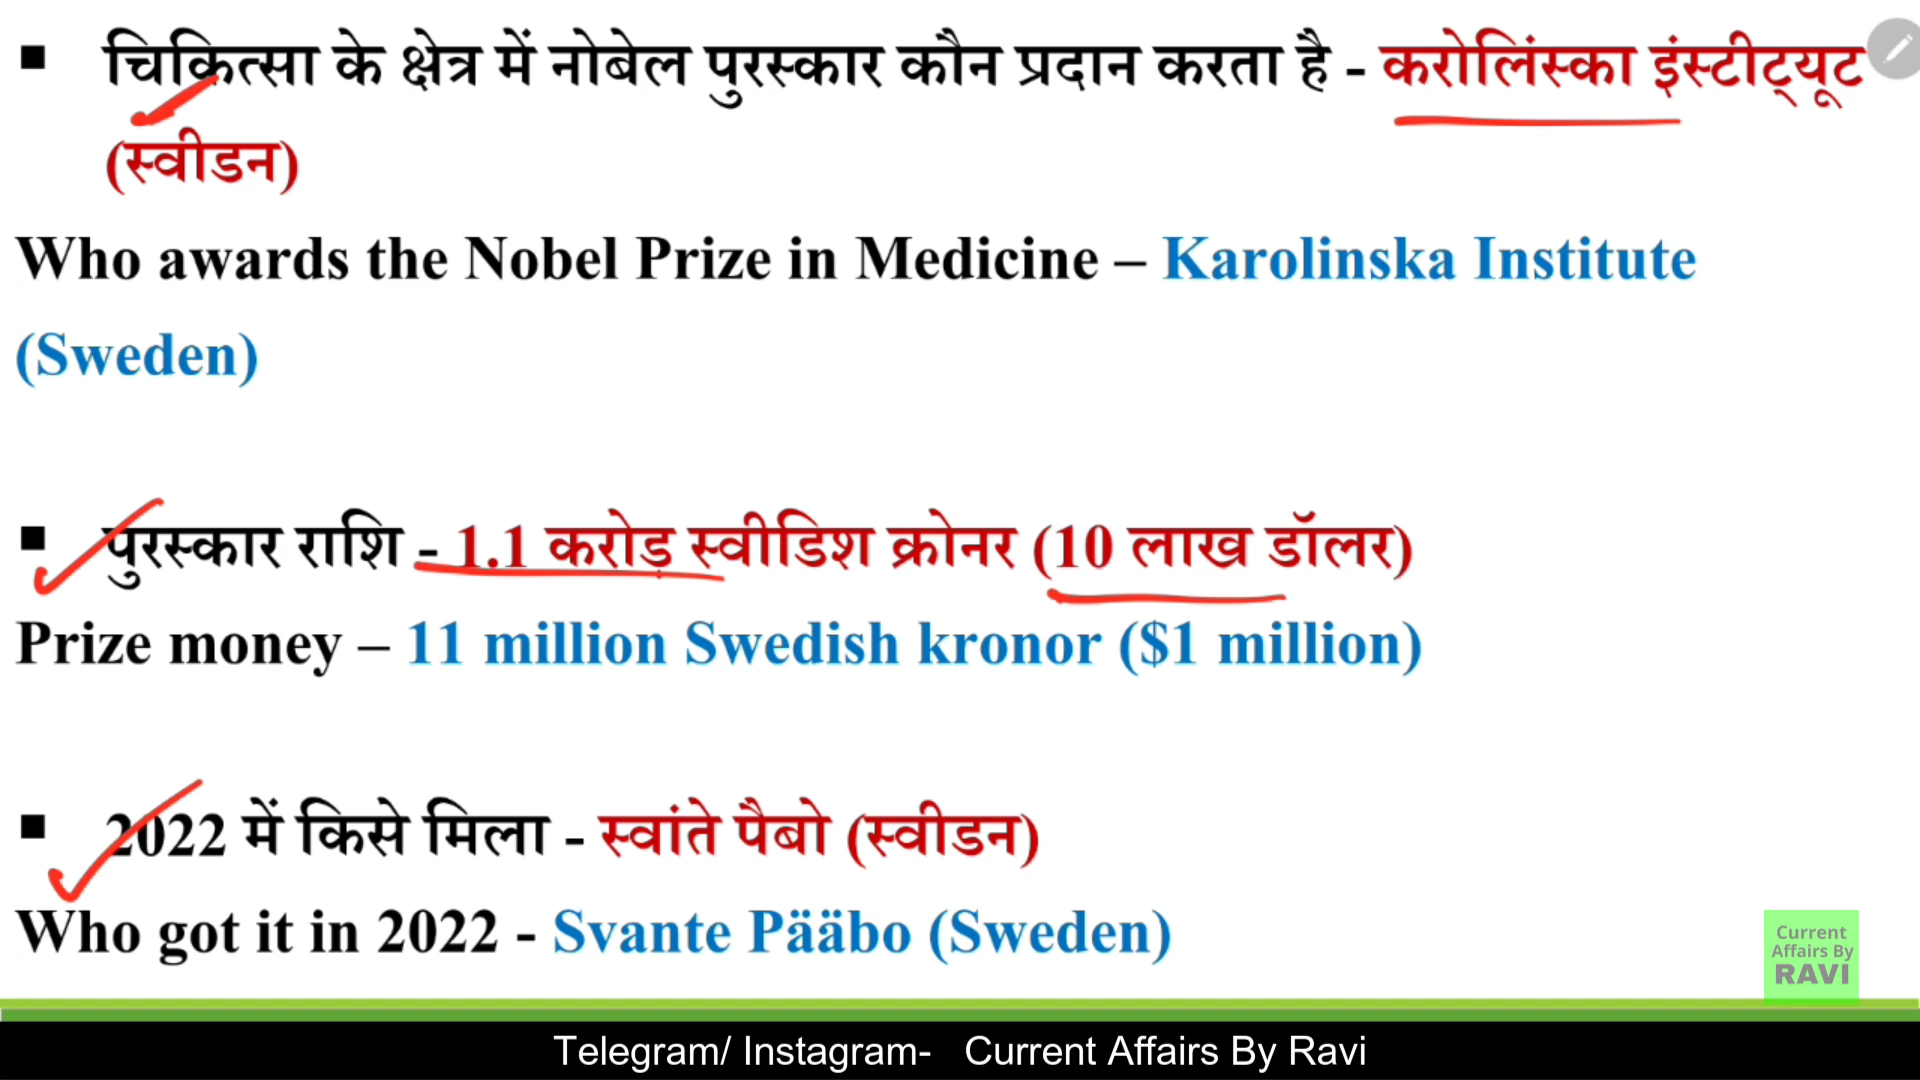 ▪ चिकित्सा के क्षेत्र में नोबेल पुरस्कार कौन प्रदान करता है - करोलिंस्का इंस्टीट्यूट
(स्वीडन)
Who awards the Nobel Prize in Medicine – Karolinska Institute
(Sweden)
▪ पुरस्कार राशि - 1.1 करोड़ स्वीडिश क्रोनर (10 लाख डॉलर)
Prize money – 11 million Swedish kronor ($1 million)
▪ 2022 में किसे मिला - स्वांते पैबो (स्वीडन)
Who got it in 2022 - Svante Pääbo (Sweden)
Current
Affairs By
RAVI
Telegram/ Instagram- Current Affairs By Ravi